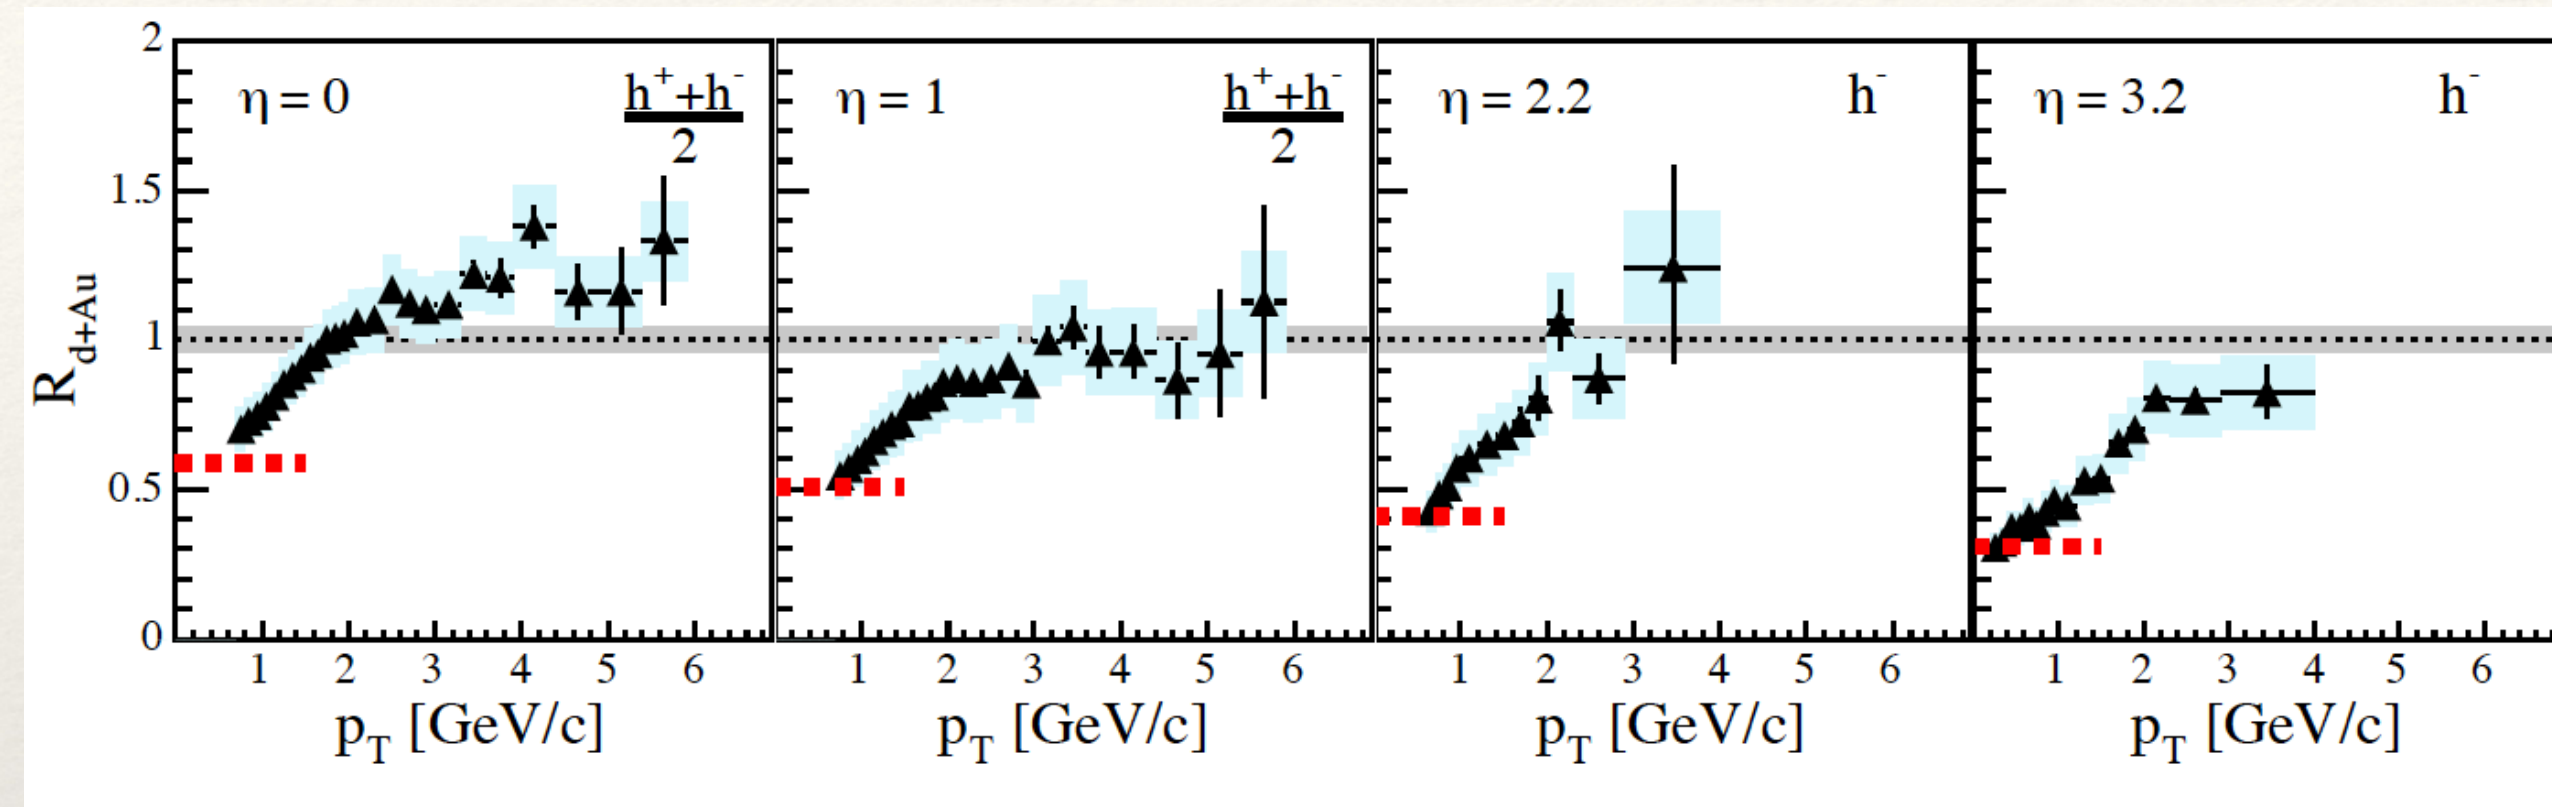 2
1.5
1
0.5
0
R_{d+Au}
η = 0
h⁺+h⁻
2
1 2 3 4 5 6
p_T [GeV/c]
η = 1
h⁺+h⁻
2
1 2 3 4 5 6
p_T [GeV/c]
η = 2.2
h⁻
1 2 3 4 5 6
p_T [GeV/c]
η = 3.2
h⁻
1 2 3 4 5 6
p_T [GeV/c]